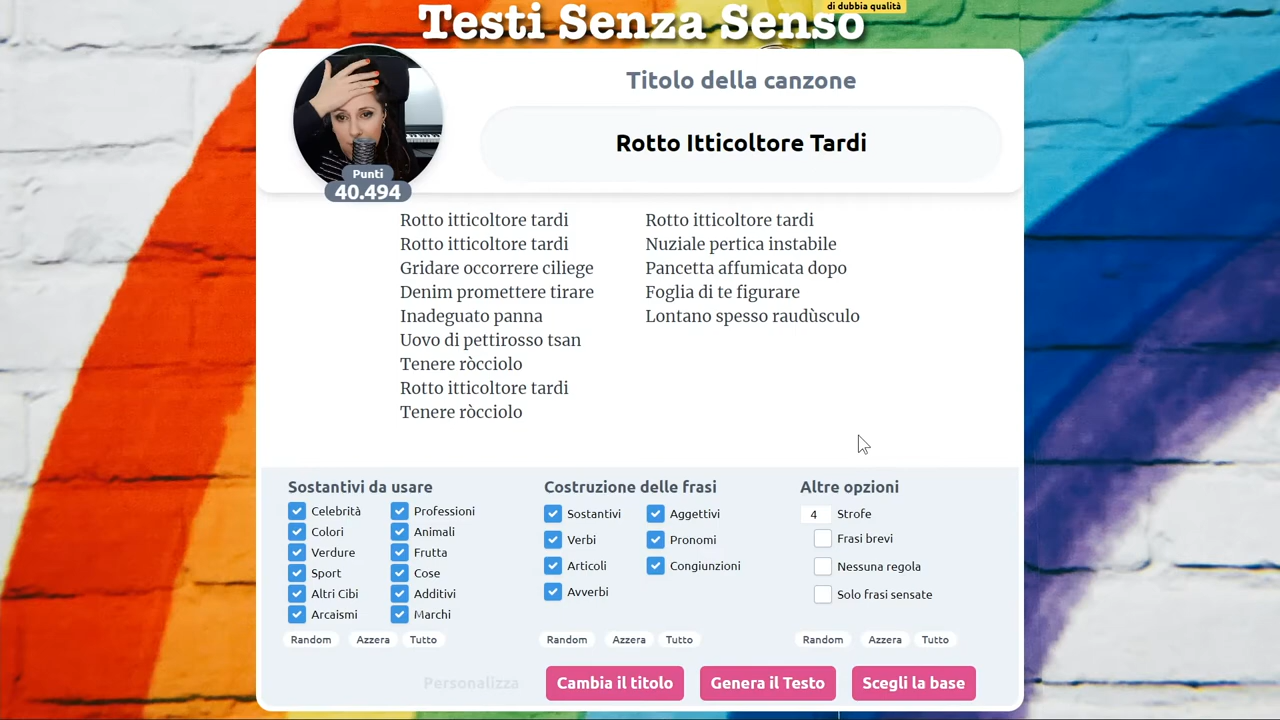 di dubbia qualità
Testi Senza Senso
Titolo della canzone
Rotto Itticoltore Tardi
Punti
40.494
Rotto itticoltore tardi
Rotto itticoltore tardi
Gridare occorrere ciliege
Denim promettere tirare
Inadeguato panna
Uovo di pettirosso tsan
Tenere ròcciolo
Rotto itticoltore tardi
Tenere ròcciolo
Rotto itticoltore tardi
Nuziale pertica instabile
Pancetta affumicata dopo
Foglia di te figurare
Lontano spesso raudùsculo
Sostantivi da usare
Celebrità
Professioni
Colori
Animali
Verdure
Frutta
Sport
Cose
Altri Cibi
Additivi
Arcaismi
Marchi
Random
Azzera
Tutto
Costruzione delle frasi
Sostantivi
Aggettivi
Verbi
Pronomi
Articoli
Congiunzioni
Avverbi
Random
Azzera
Tutto
Altre opzioni
4 Strofe
Frasi brevi
Nessuna regola
Solo frasi sensate
Random
Azzera
Tutto
Personalizza
Cambia il titolo
Genera il Testo
Scegli la base